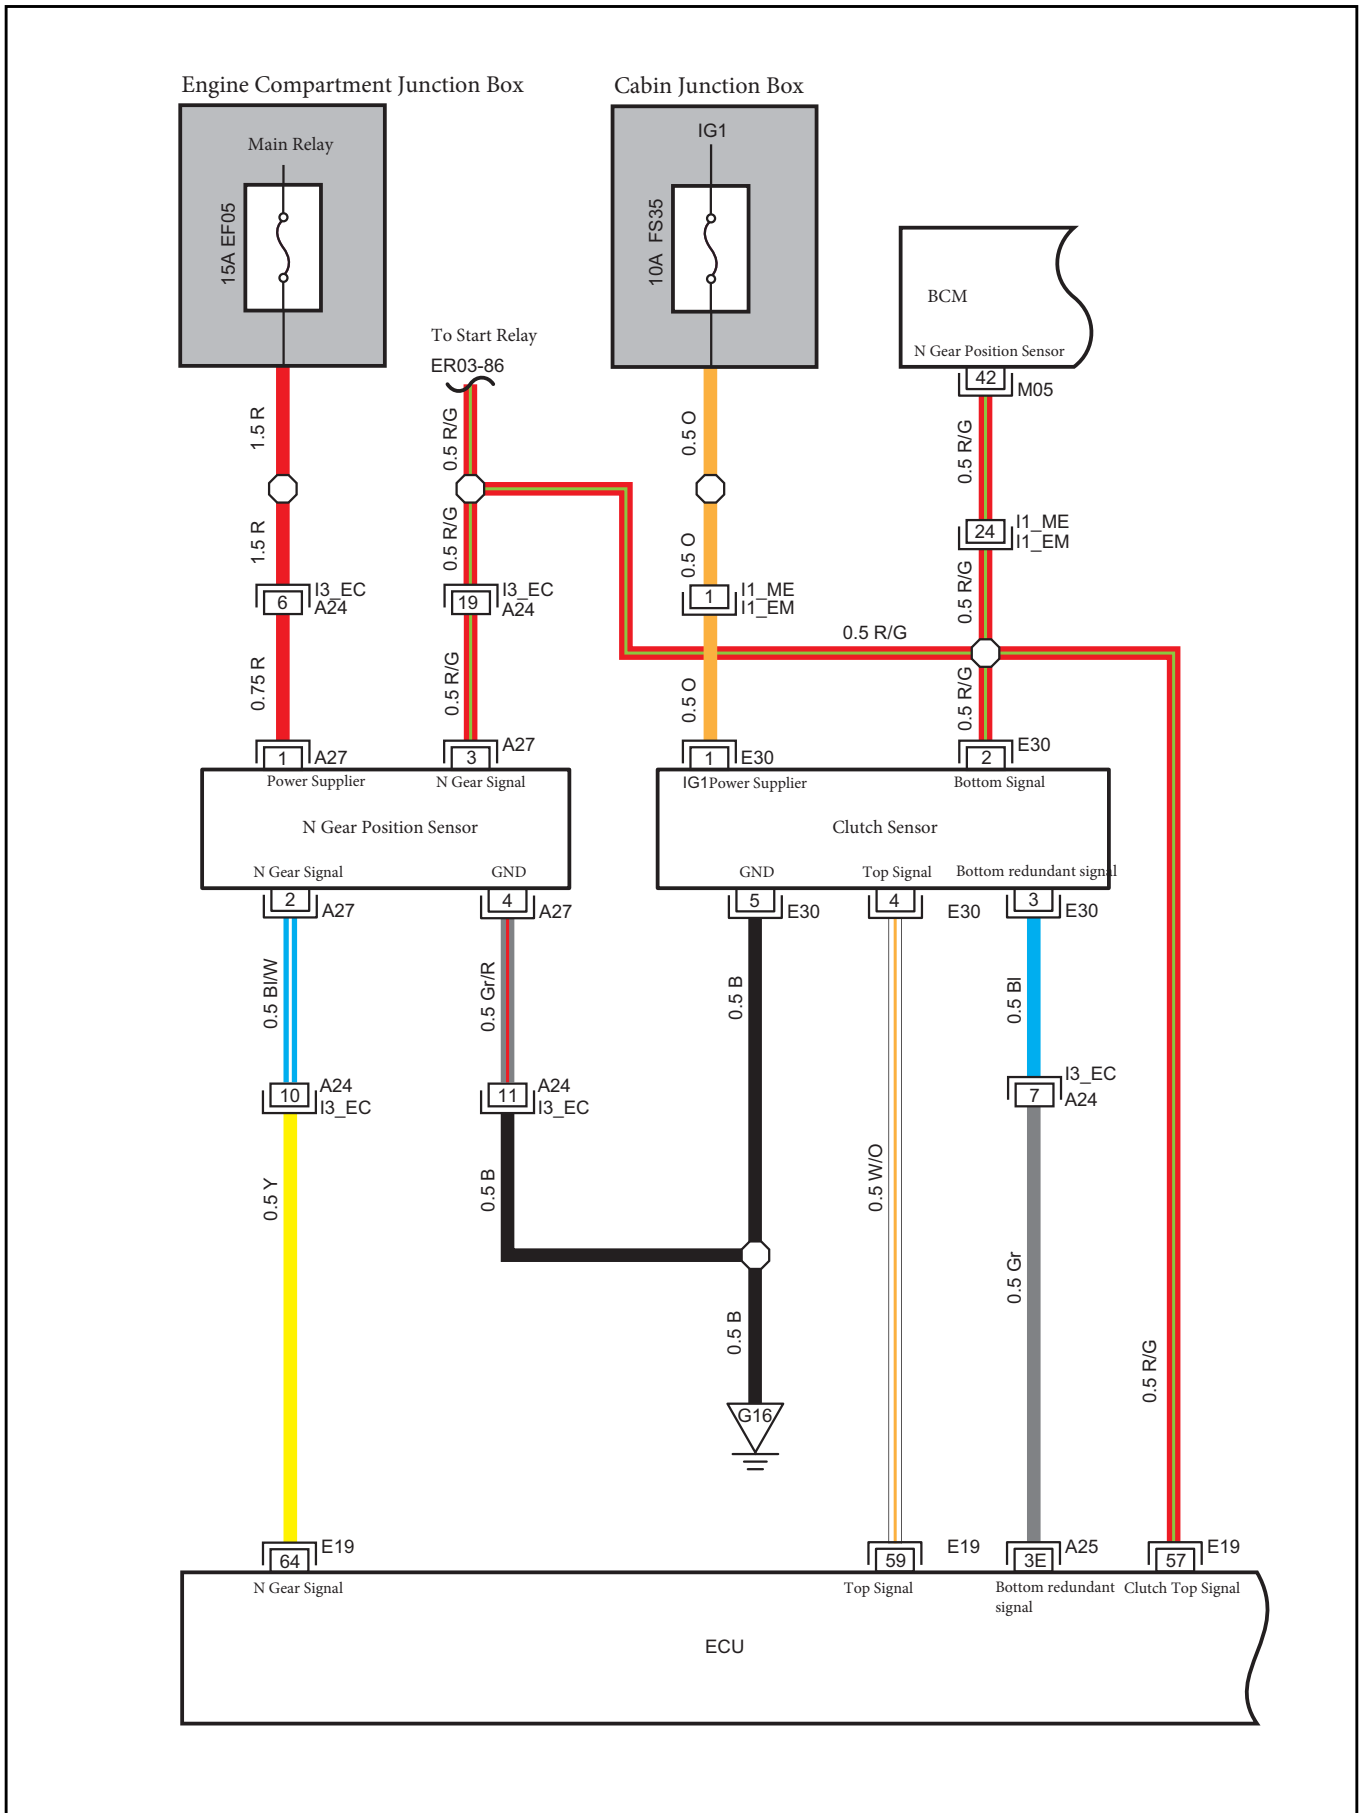 Engine Compartment Junction Box
Cabin Junction Box
Main Relay
15A EF05
IG1
10A FS35
BCM
N Gear Position Sensor
42
M05
To Start Relay
ER03-86
1.5 R
0.5 R/G
0.5 O
0.5 R/G
1.5 R
0.5 R/G
0.5 O
24
I1_ME
I1_EM
6
I3_EC
A24
19
I3_EC
A24
1
I1_ME
I1_EM
0.5 R/G
0.5 R/G
0.75 R
0.5 R/G
0.5 O
0.5 R/G
1
A27
3
A27
1
E30
2
E30
Power Supplier
N Gear Signal
IG1Power Supplier
Bottom Signal
N Gear Position Sensor
Clutch Sensor
N Gear Signal
GND
GND
Top Signal
Bottom redundant signal
2
A27
4
A27
5
E30
4
E30
3
E30
0.5 Bl/W
0.5 Gr/R
0.5 B
0.5 Bl
10
A24
I3_EC
11
A24
I3_EC
7
I3_EC
A24
0.5 Y
0.5 B
0.5 W/O
0.5 Gr
0.5 B
0.5 R/G
G16
64
E19
59
E19
3E
A25
57
E19
N Gear Signal
Top Signal
Bottom redundant
signal
Clutch Top Signal
ECU